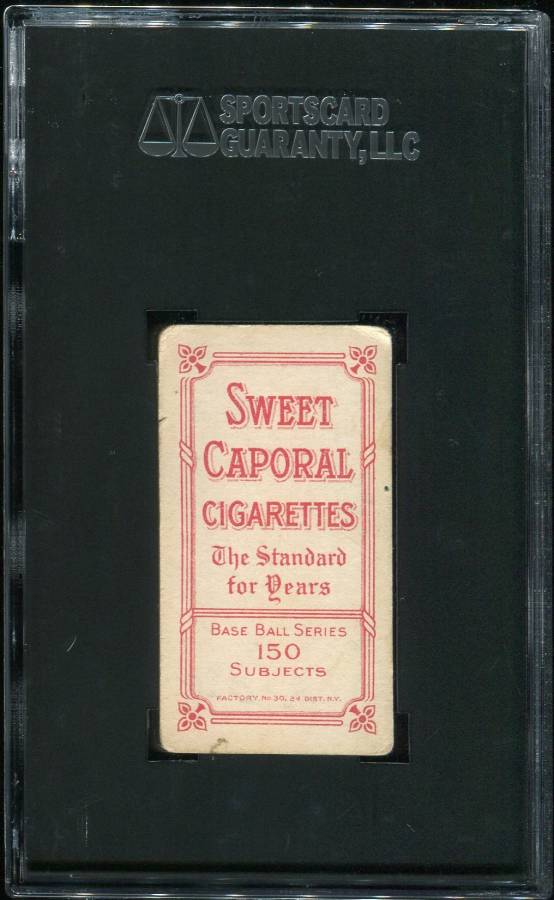 SPORTSCARD
GUARANTY, LLC
SWEET
CAPORAL
CIGARETTES
The Standard
for Years
BASE BALL SERIES
150
SUBJECTS
FACTORY. No 30, 24 DIST. N.Y.